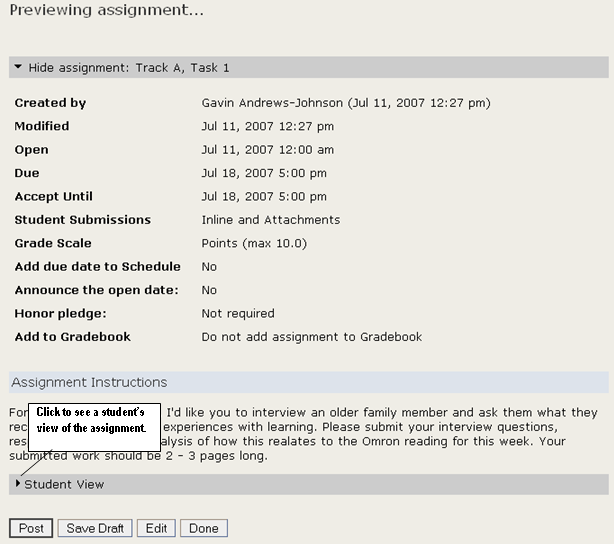 Previewing assignment...
Hide assignment: Track A, Task 1
Created by Gavin Andrews-Johnson (Jul 11, 2007 12:27 pm)
Modified Jul 11, 2007 12:27 pm
Open Jul 11, 2007 12:00 am
Due Jul 18, 2007 5:00 pm
Accept Until Jul 18, 2007 5:00 pm
Student Submissions Inline and Attachments
Grade Scale Points (max 10.0)
Add due date to Schedule No
Announce the open date: No
Honor pledge: Not required
Add to Gradebook Do not add assignment to Gradebook
Assignment Instructions
For I'd like you to interview an older family member and ask them what they
experiences with learning. Please submit your interview questions,
of how this realates to the Omron reading for this week. Your
submitted work should be 2 - 3 pages long.
Click to see a student's
view of the assignment.
Student View
Post Save Draft Edit Done